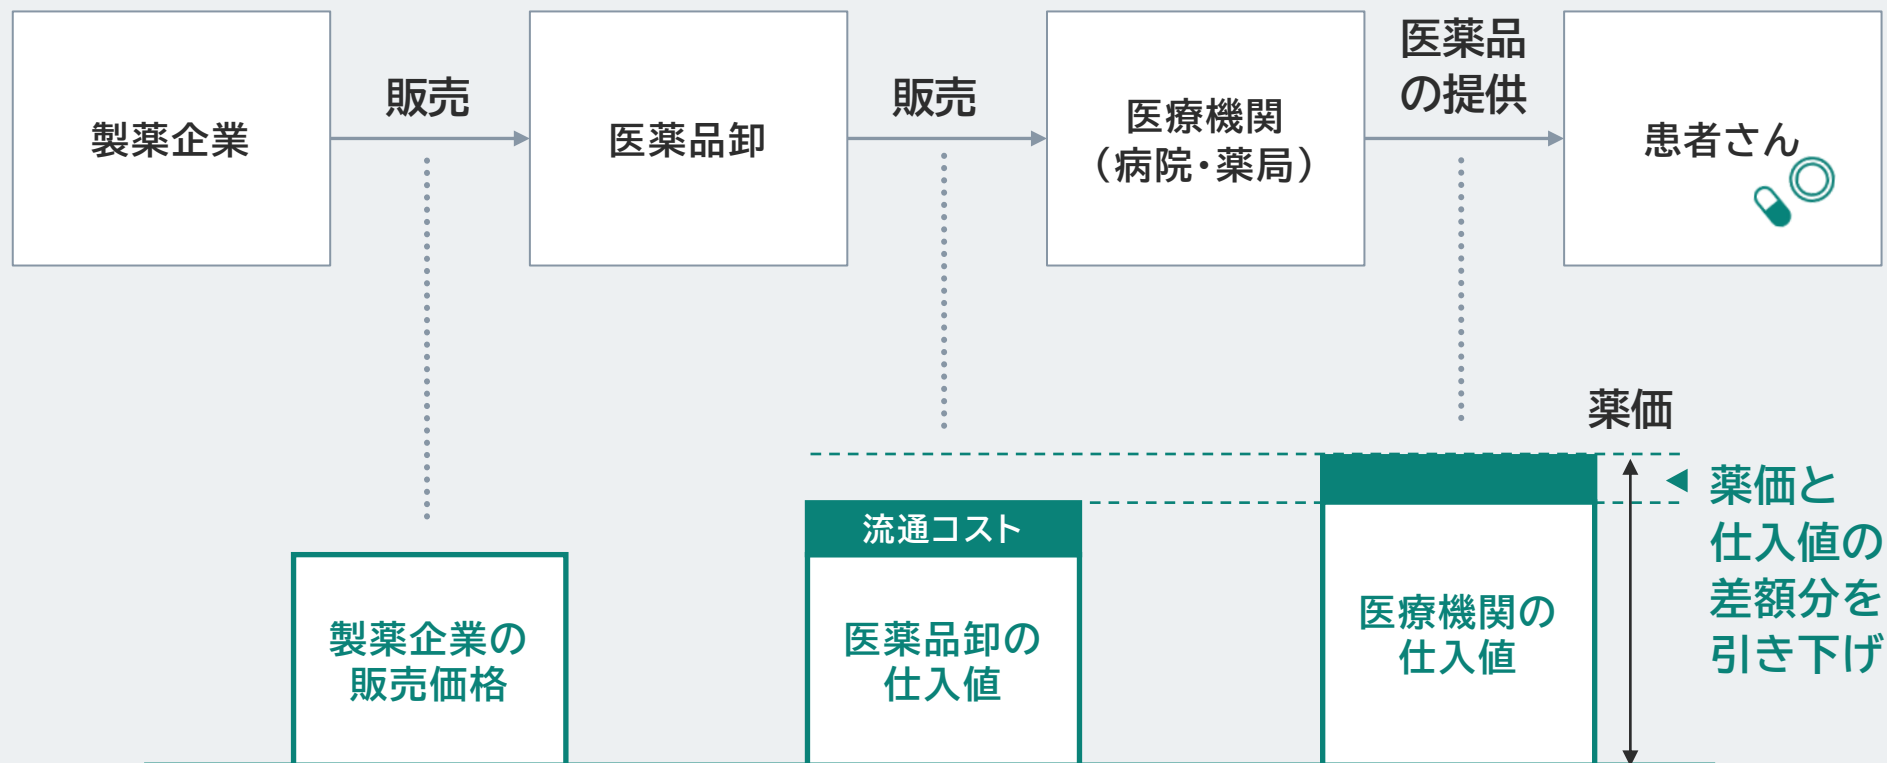 製薬企業
販売
医薬品卸
販売
医療機関
（病院・薬局）
医薬品
の提供
患者さん
薬価
薬価と
仕入値の
差額分を
引き下げ
流通コスト
製薬企業の
販売価格
医薬品卸の
仕入値
医療機関の
仕入値